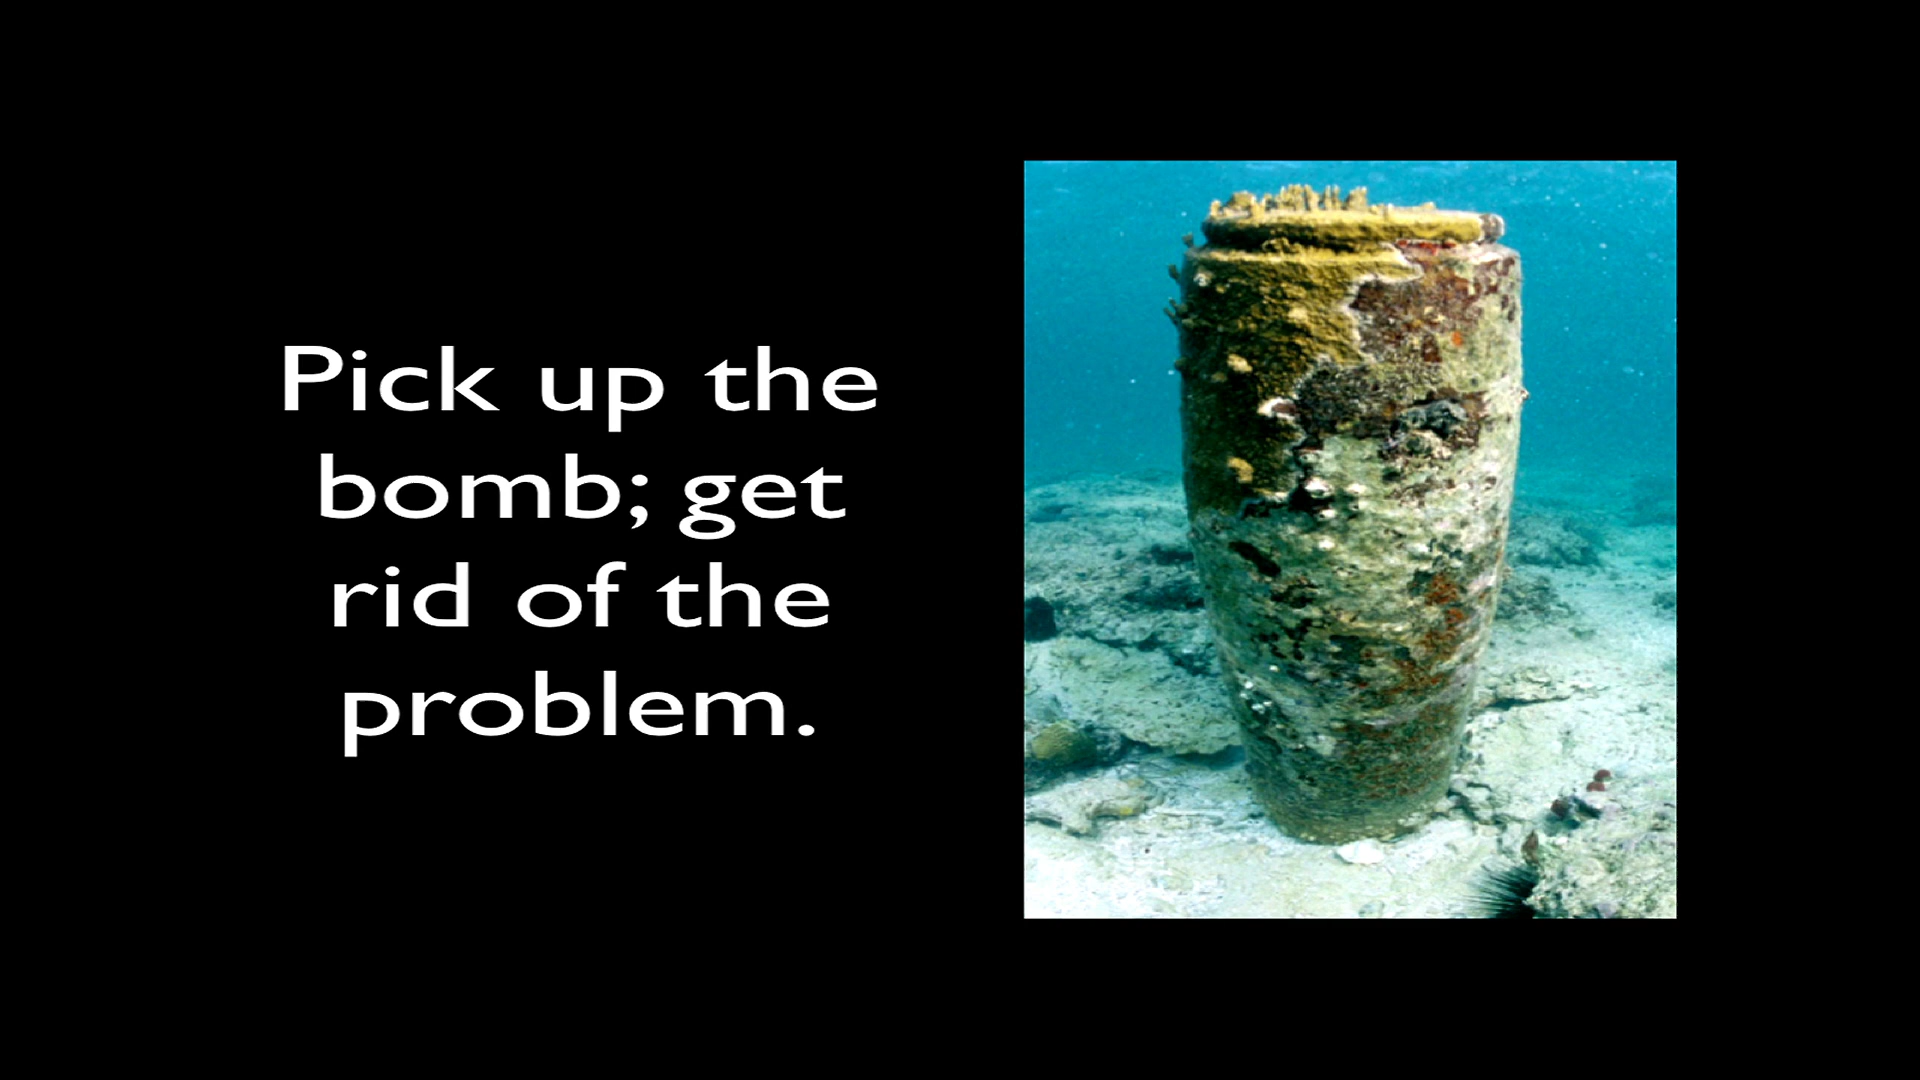 Pick up the
bomb; get
rid of the
problem.